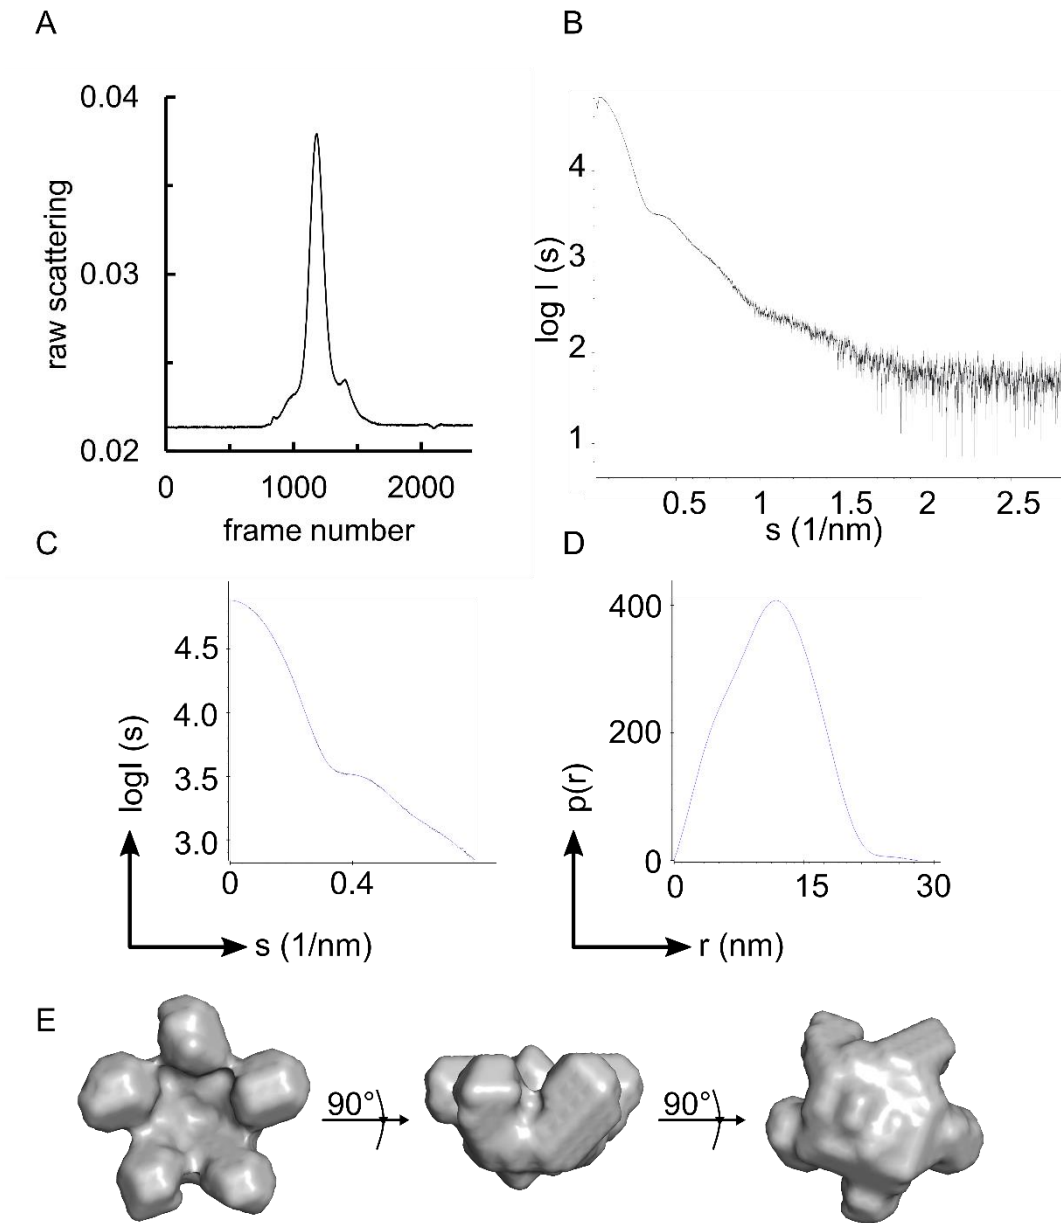 A
0.04
0.03
0.02
raw scattering
0 1000 2000
frame number
B
4
3
2
1
log I (s)
0.5 1 1.5 2 2.5
s (1/nm)
C
4.5
4.0
3.5
3.0
logI (s)
0 0.4
s (1/nm)
D
400
200
0
p(r)
0 15 30
r (nm)
E
90° 90°